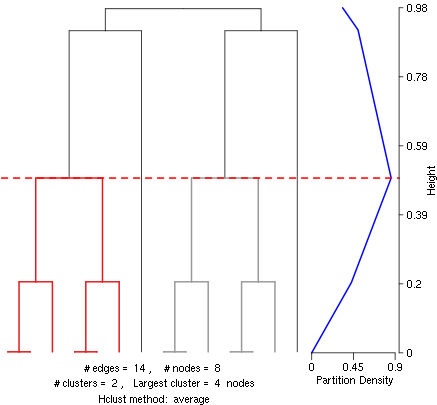 0.98
0.78
0.59
0.39
0.2
0
Height
0 0.45 0.9
Partition Density
# edges = 14 , # nodes = 8
# clusters = 2 , Largest cluster = 4 nodes
Hclust method: average